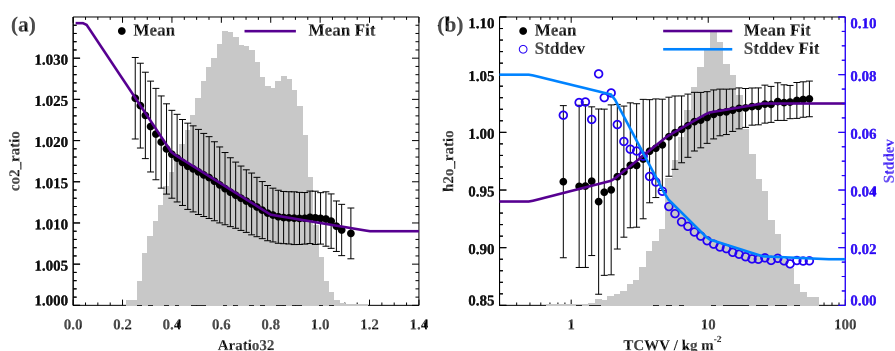 (a)
Mean
Mean Fit
1.030
1.025
1.020
1.015
1.010
1.005
1.000
co2_ratio
0.0 0.2 0.4 0.6 0.8 1.0 1.2 1.4
Aratio32
(b)
Mean
Mean Fit
Stddev
Stddev Fit
1.10
1.05
1.00
0.95
0.90
0.85
h2o_ratio
0.10
0.08
0.06
0.04
0.02
0.00
Stddev
1 10 100
TCWV / kg m-2